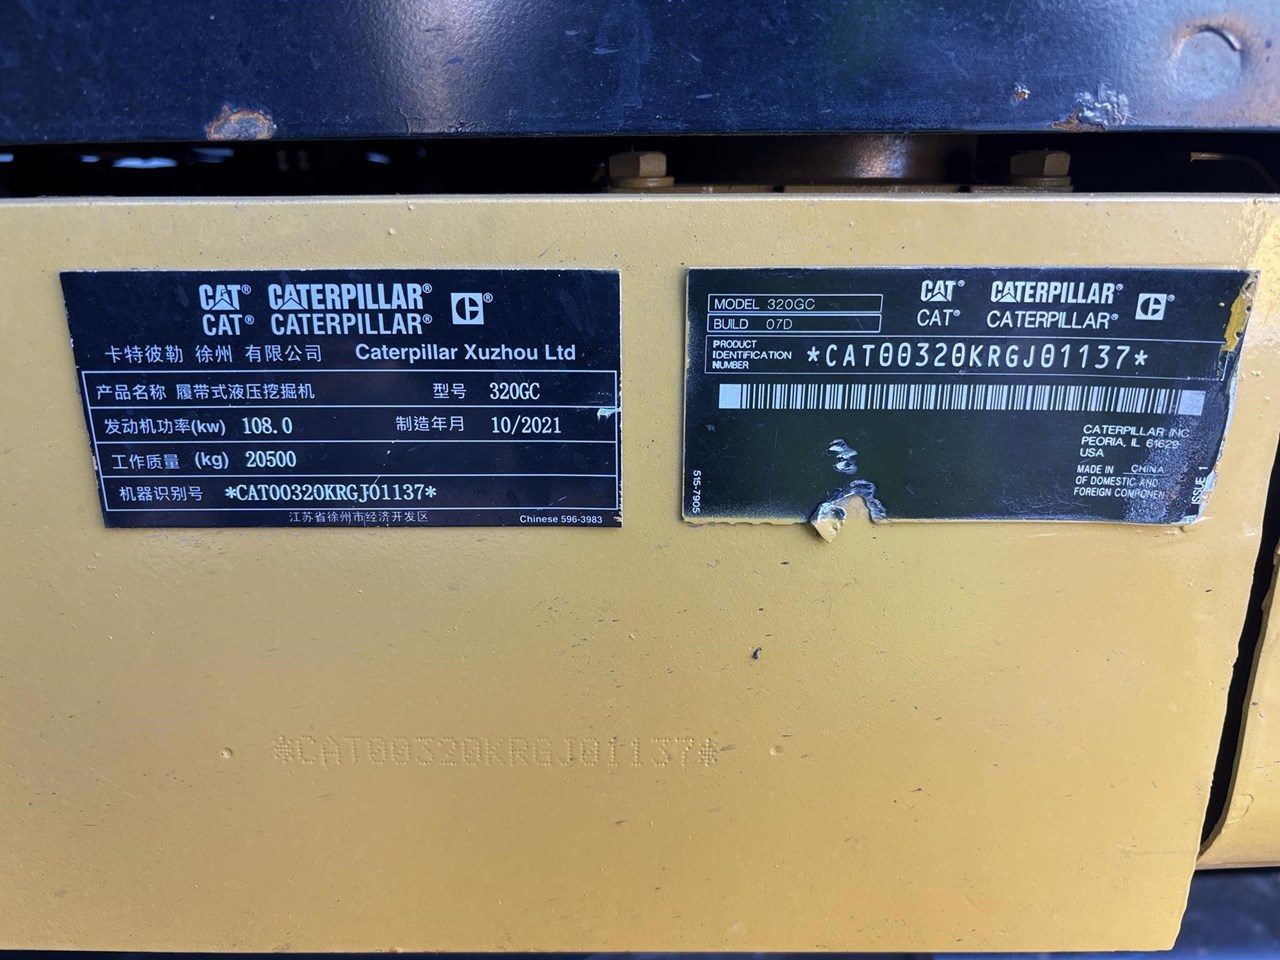 CAT® CATERPILLAR® C®
CAT® CATERPILLAR®
卡特彼勒 徐州 有限公司 Caterpillar Xuzhou Ltd
产品名称 履带式液压挖掘机 型号 320GC
发动机功率(kw) 108.0 制造年月 10/2021
工作质量 (kg) 20500
机器识别号 *CAT00320KRGJ01137*
江苏省徐州市经济开发区 Chinese 596-3983
MODEL 320GC
BUILD 07D
CAT® CATERPILLAR® C®
CAT® CATERPILLAR®
PRODUCT
IDENTIFICATION
NUMBER
*CAT00320KRGJ01137*
CATERPILLAR INC
PEORIA, IL 61629
USA
MADE IN CHINA
OF DOMESTIC AND
FOREIGN COMPONEN
515-7905
ISSUE 1
*CAT00320KRGJ01137*